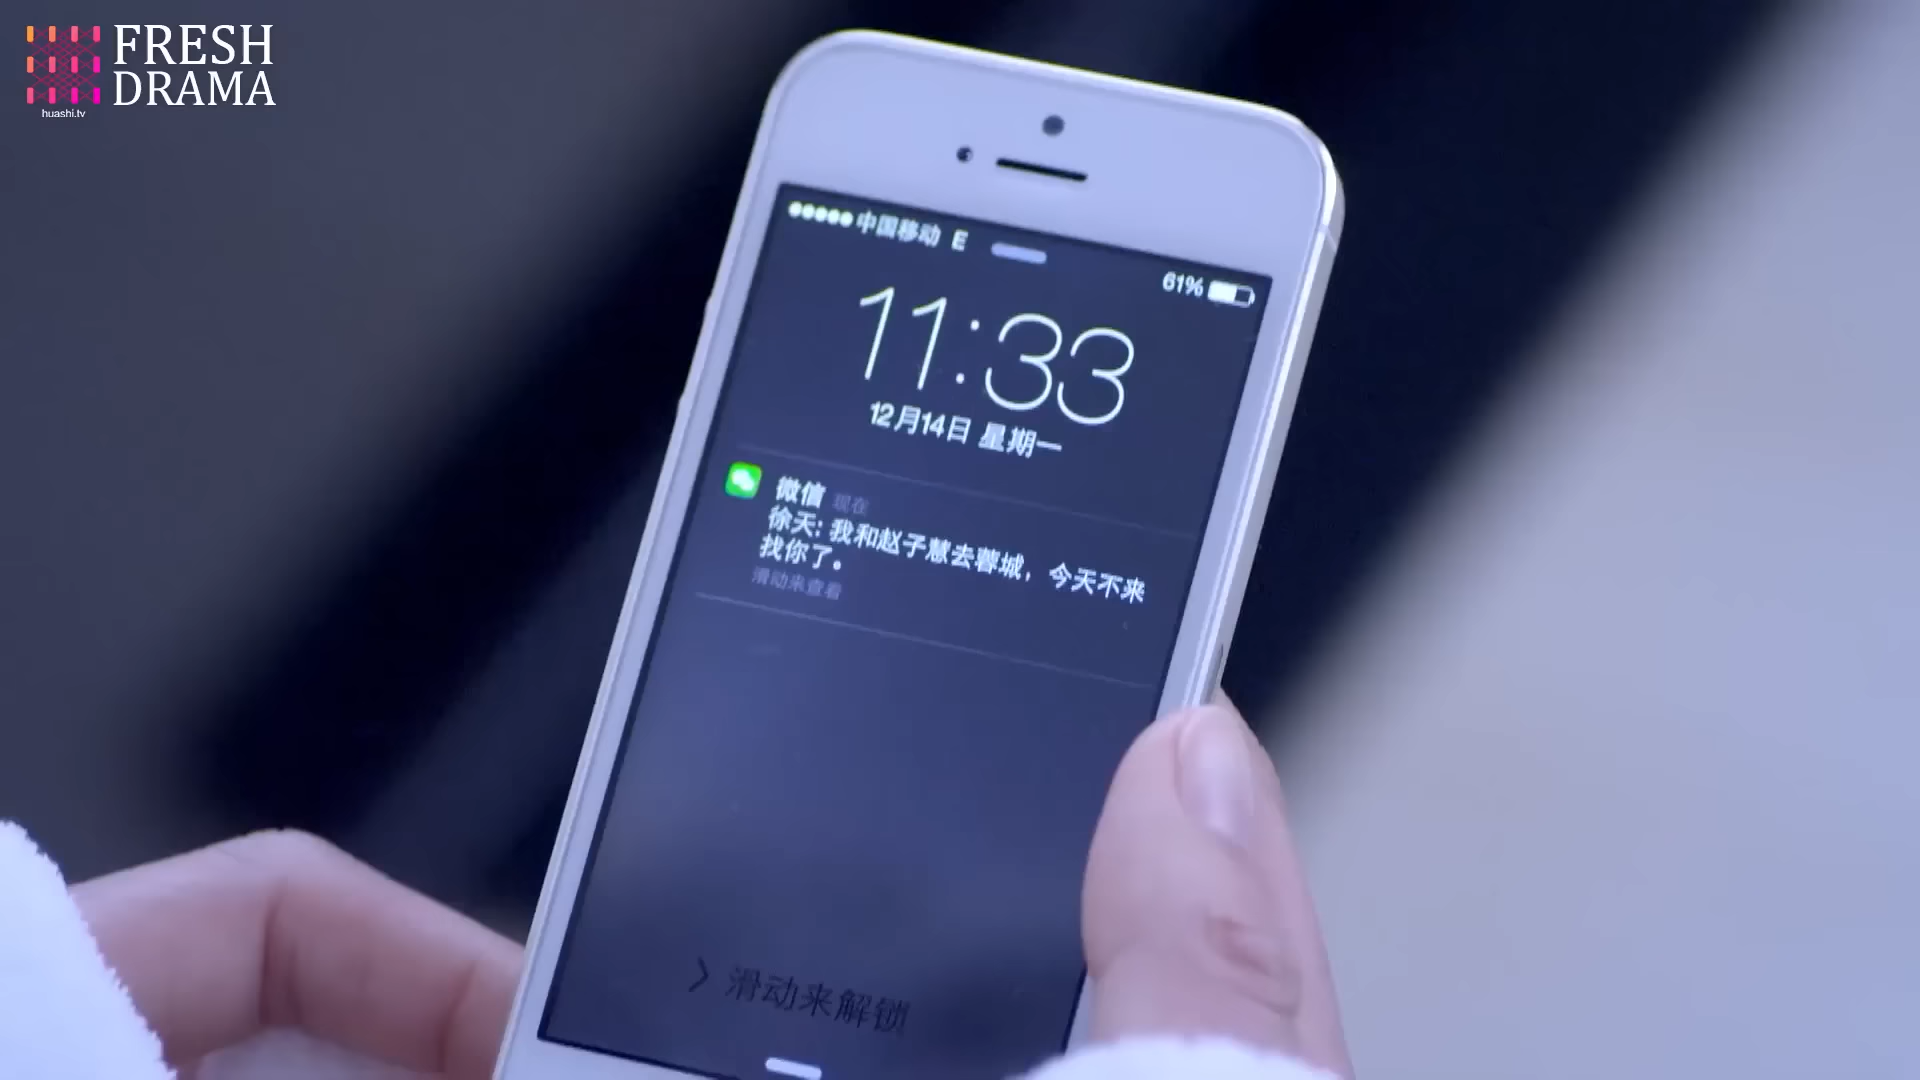 FRESH
DRAMA
huashi.tv
中国移动 E
61%
11:33
12月14日 星期一
微信 现在
徐天: 我和赵子慧去蓉城，今天不来
找你了。
滑动来查看
> 滑动来解锁